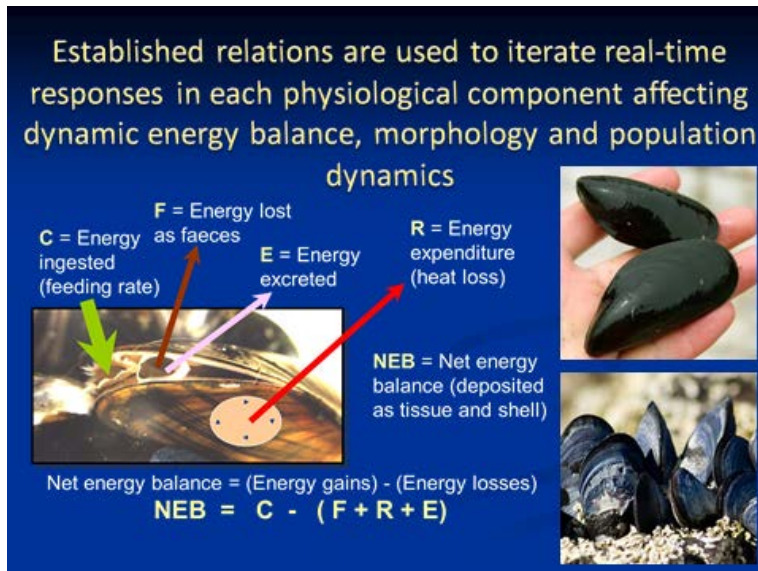 Established relations are used to iterate real-time
responses in each physiological component affecting
dynamic energy balance, morphology and population
dynamics
F = Energy lost
as faeces
C = Energy
ingested
(feeding rate)
E = Energy
excreted
R = Energy
expenditure
(heat loss)
NEB = Net energy
balance (deposited
as tissue and shell)
Net energy balance = (Energy gains) - (Energy losses)
NEB = C - ( F + R + E)